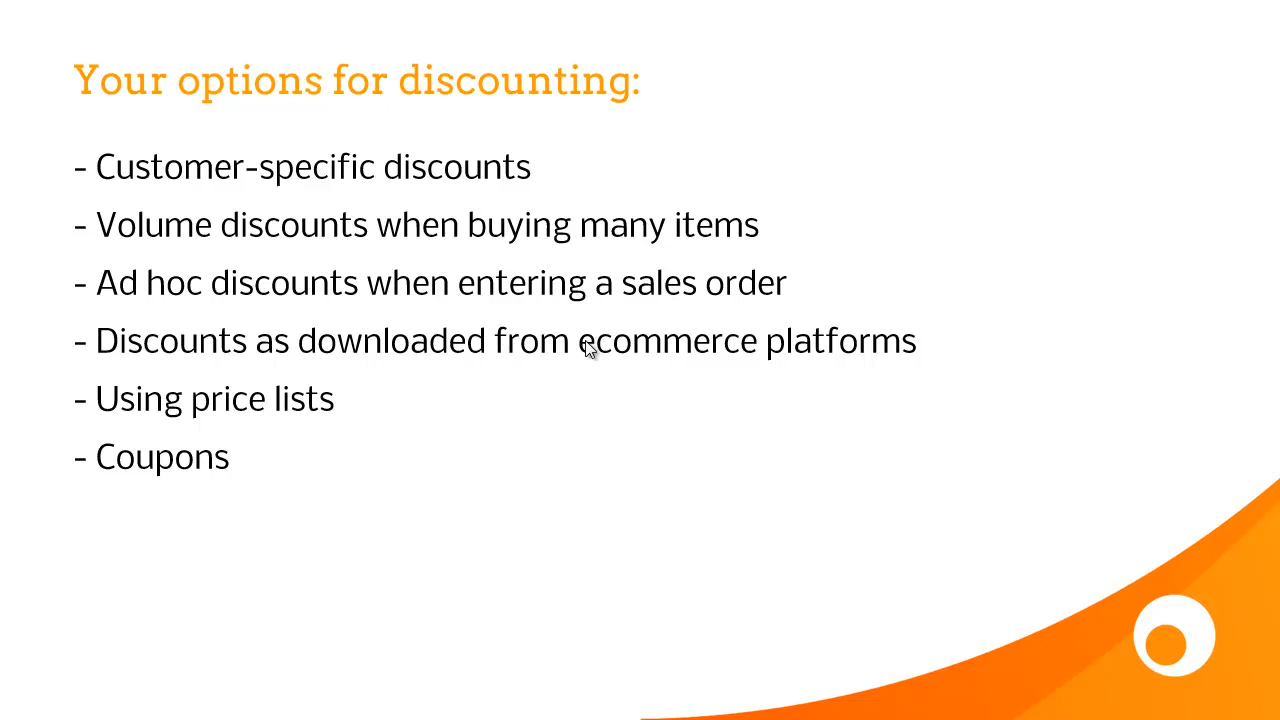 Your options for discounting:
- Customer-specific discounts
- Volume discounts when buying many items
- Ad hoc discounts when entering a sales order
- Discounts as downloaded from ecommerce platforms
- Using price lists
- Coupons